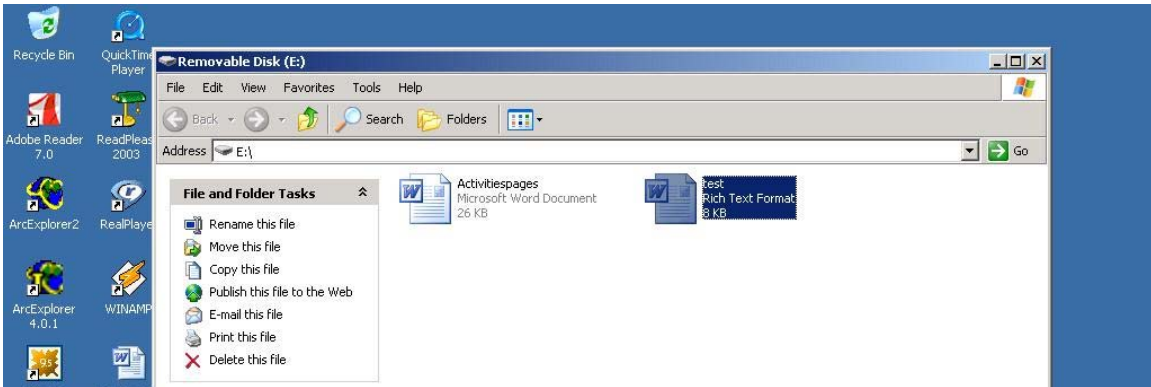 Recycle Bin
QuickTime
Player
Adobe Reader
7.0
ReadPleas
2003
ArcExplorer2
RealPlaye
ArcExplorer
4.0.1
WINAMP
95
Removable Disk (E:)
File Edit View Favorites Tools Help
Back Search Folders
Address E:\ Go
File and Folder Tasks
Rename this file
Move this file
Copy this file
Publish this file to the Web
E-mail this file
Print this file
Delete this file
Activitiespages
Microsoft Word Document
26 KB
test
Rich Text Format
8 KB